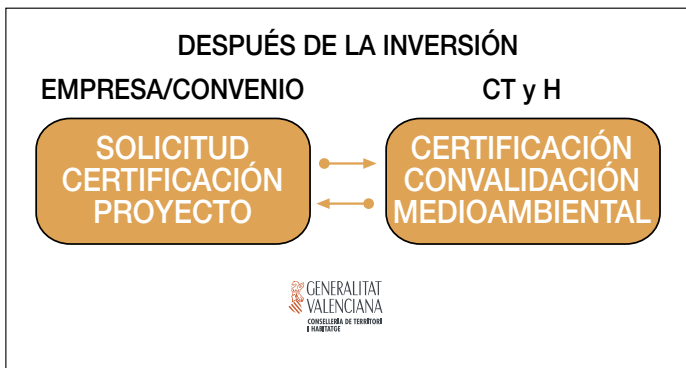 DESPUÉS DE LA INVERSIÓN
EMPRESA/CONVENIO
CT y H
SOLICITUD
CERTIFICACIÓN
PROYECTO
CERTIFICACIÓN
CONVALIDACIÓN
MEDIOAMBIENTAL
GENERALITAT
VALENCIANA
CONSELLERIA DE TERRITORI
I HABITATGE